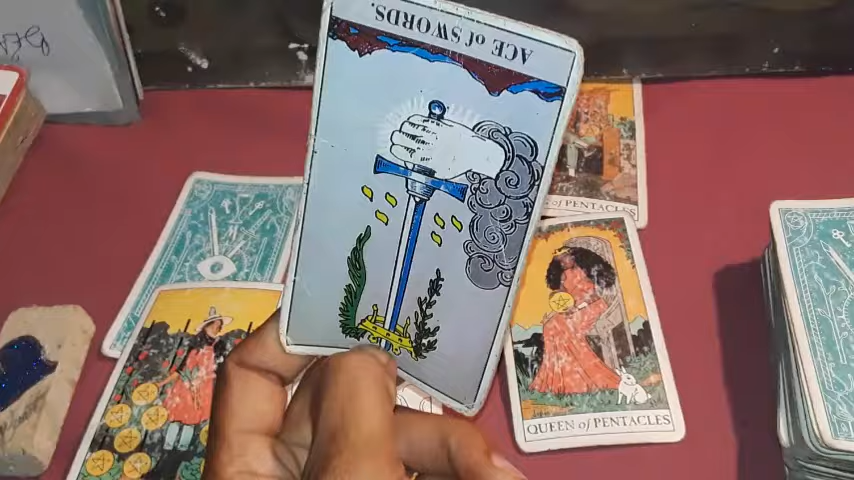 ACE of SWORDS.
of PENTACLES
QUEEN of PENTACLES